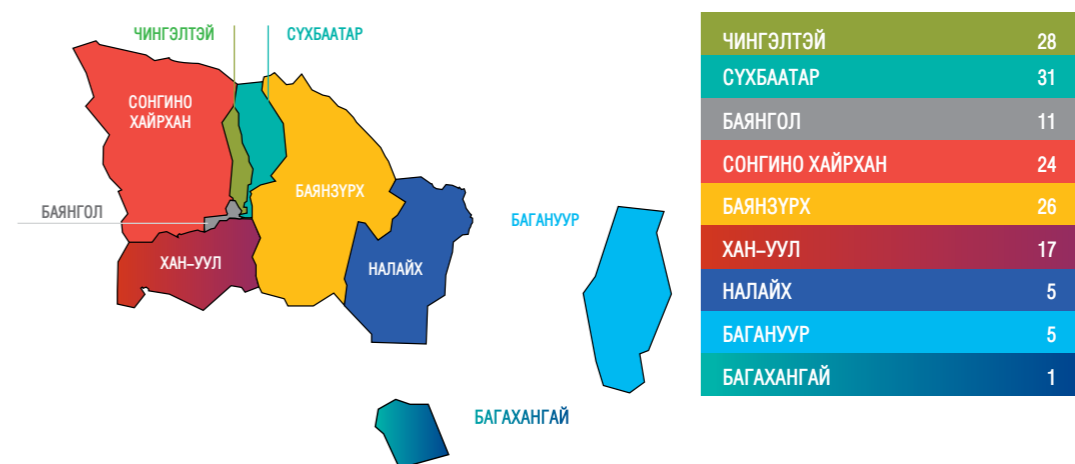 ЧИНГЭЛТЭЙ
СҮХБААТАР
СОНГИНО
ХАЙРХАН
БАЯНГОЛ
БАЯНЗҮРХ
ХАН-УУЛ
НАЛАЙХ
БАГАНУУР
БАГАХАНГАЙ
ЧИНГЭЛТЭЙ 28
СҮХБААТАР 31
БАЯНГОЛ 11
СОНГИНО ХАЙРХАН 24
БАЯНЗҮРХ 26
ХАН-УУЛ 17
НАЛАЙХ 5
БАГАНУУР 5
БАГАХАНГАЙ 1